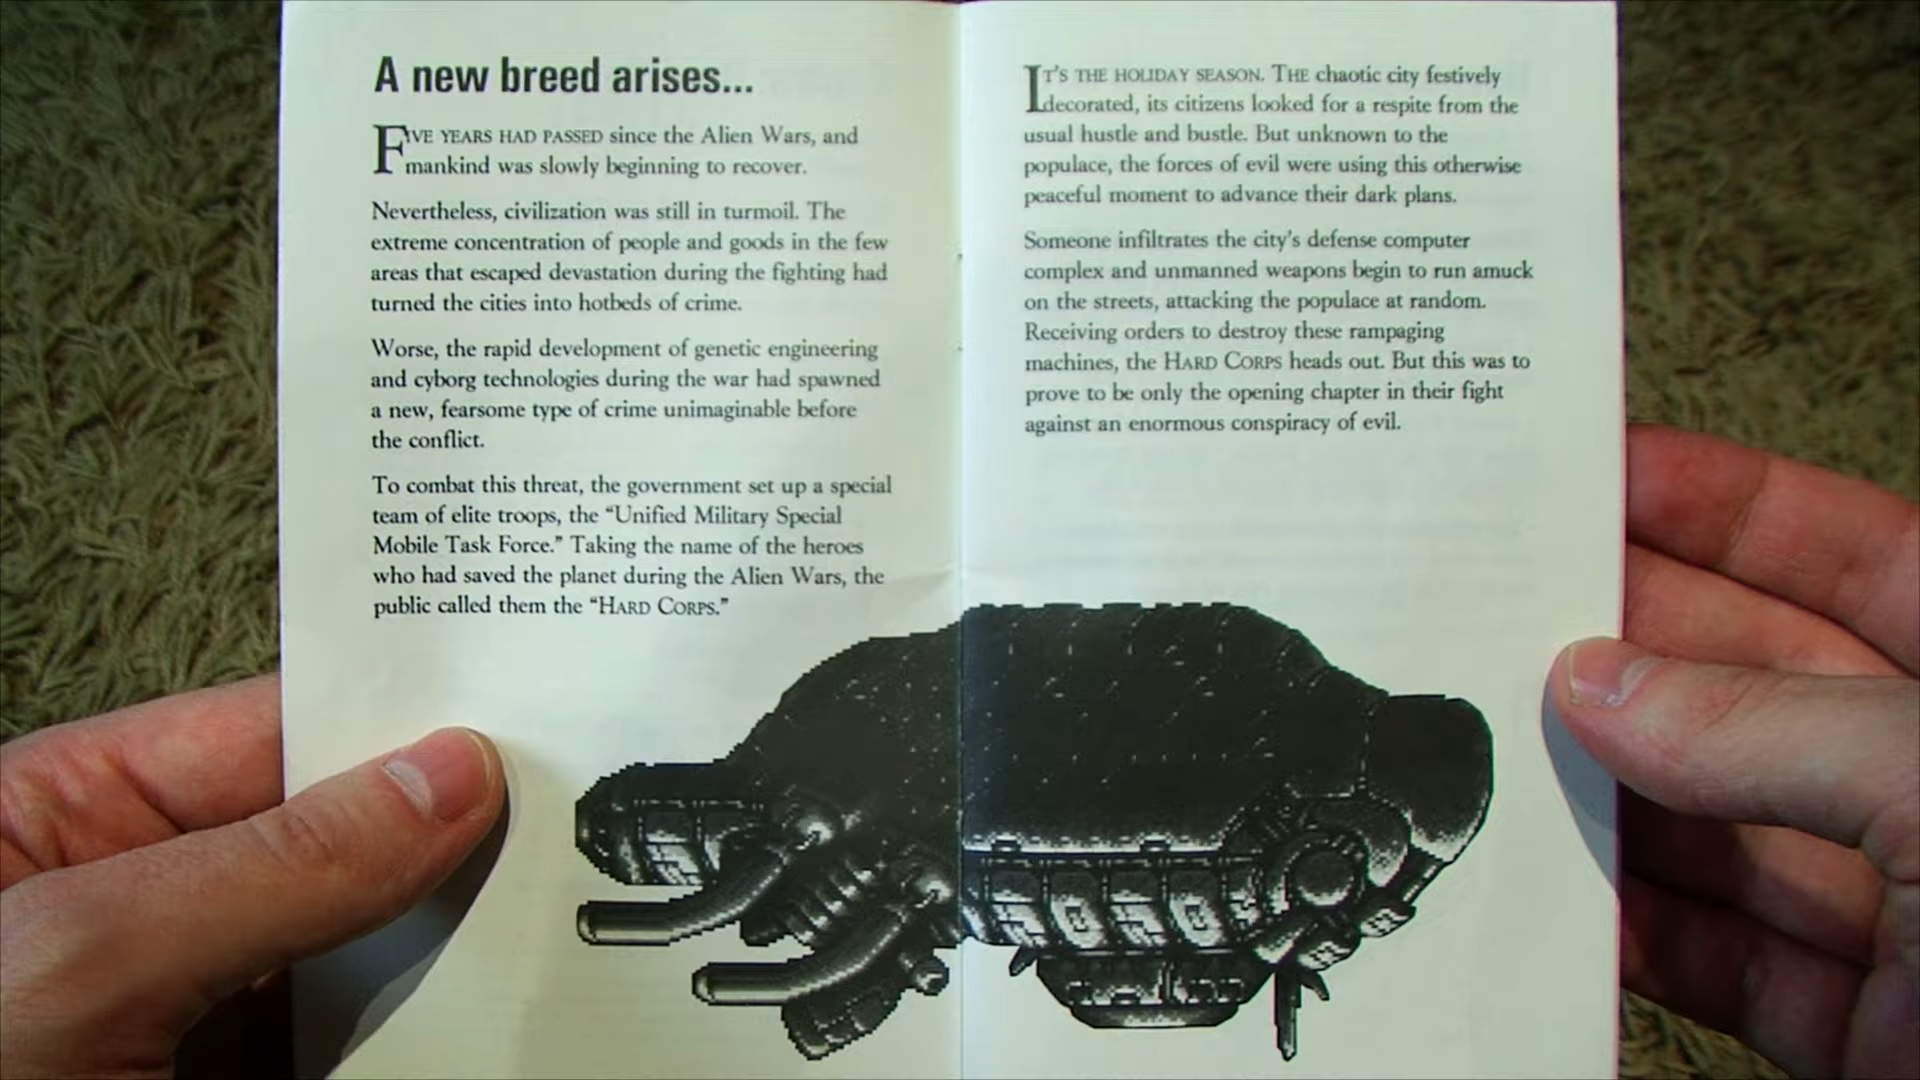 A new breed arises...
FIVE YEARS HAD PASSED since the Alien Wars, and
mankind was slowly beginning to recover.
Nevertheless, civilization was still in turmoil. The
extreme concentration of people and goods in the few
areas that escaped devastation during the fighting had
turned the cities into hotbeds of crime.
Worse, the rapid development of genetic engineering
and cyborg technologies during the war had spawned
a new, fearsome type of crime unimaginable before
the conflict.
To combat this threat, the government set up a special
team of elite troops, the “Unified Military Special
Mobile Task Force.” Taking the name of the heroes
who had saved the planet during the Alien Wars, the
public called them the “HARD CORPS.”
IT'S THE HOLIDAY SEASON. THE chaotic city festively
decorated, its citizens looked for a respite from the
usual hustle and bustle. But unknown to the
populace, the forces of evil were using this otherwise
peaceful moment to advance their dark plans.
Someone infiltrates the city's defense computer
complex and unmanned weapons begin to run amuck
on the streets, attacking the populace at random.
Receiving orders to destroy these rampaging
machines, the HARD CORPS heads out. But this was to
prove to be only the opening chapter in their fight
against an enormous conspiracy of evil.